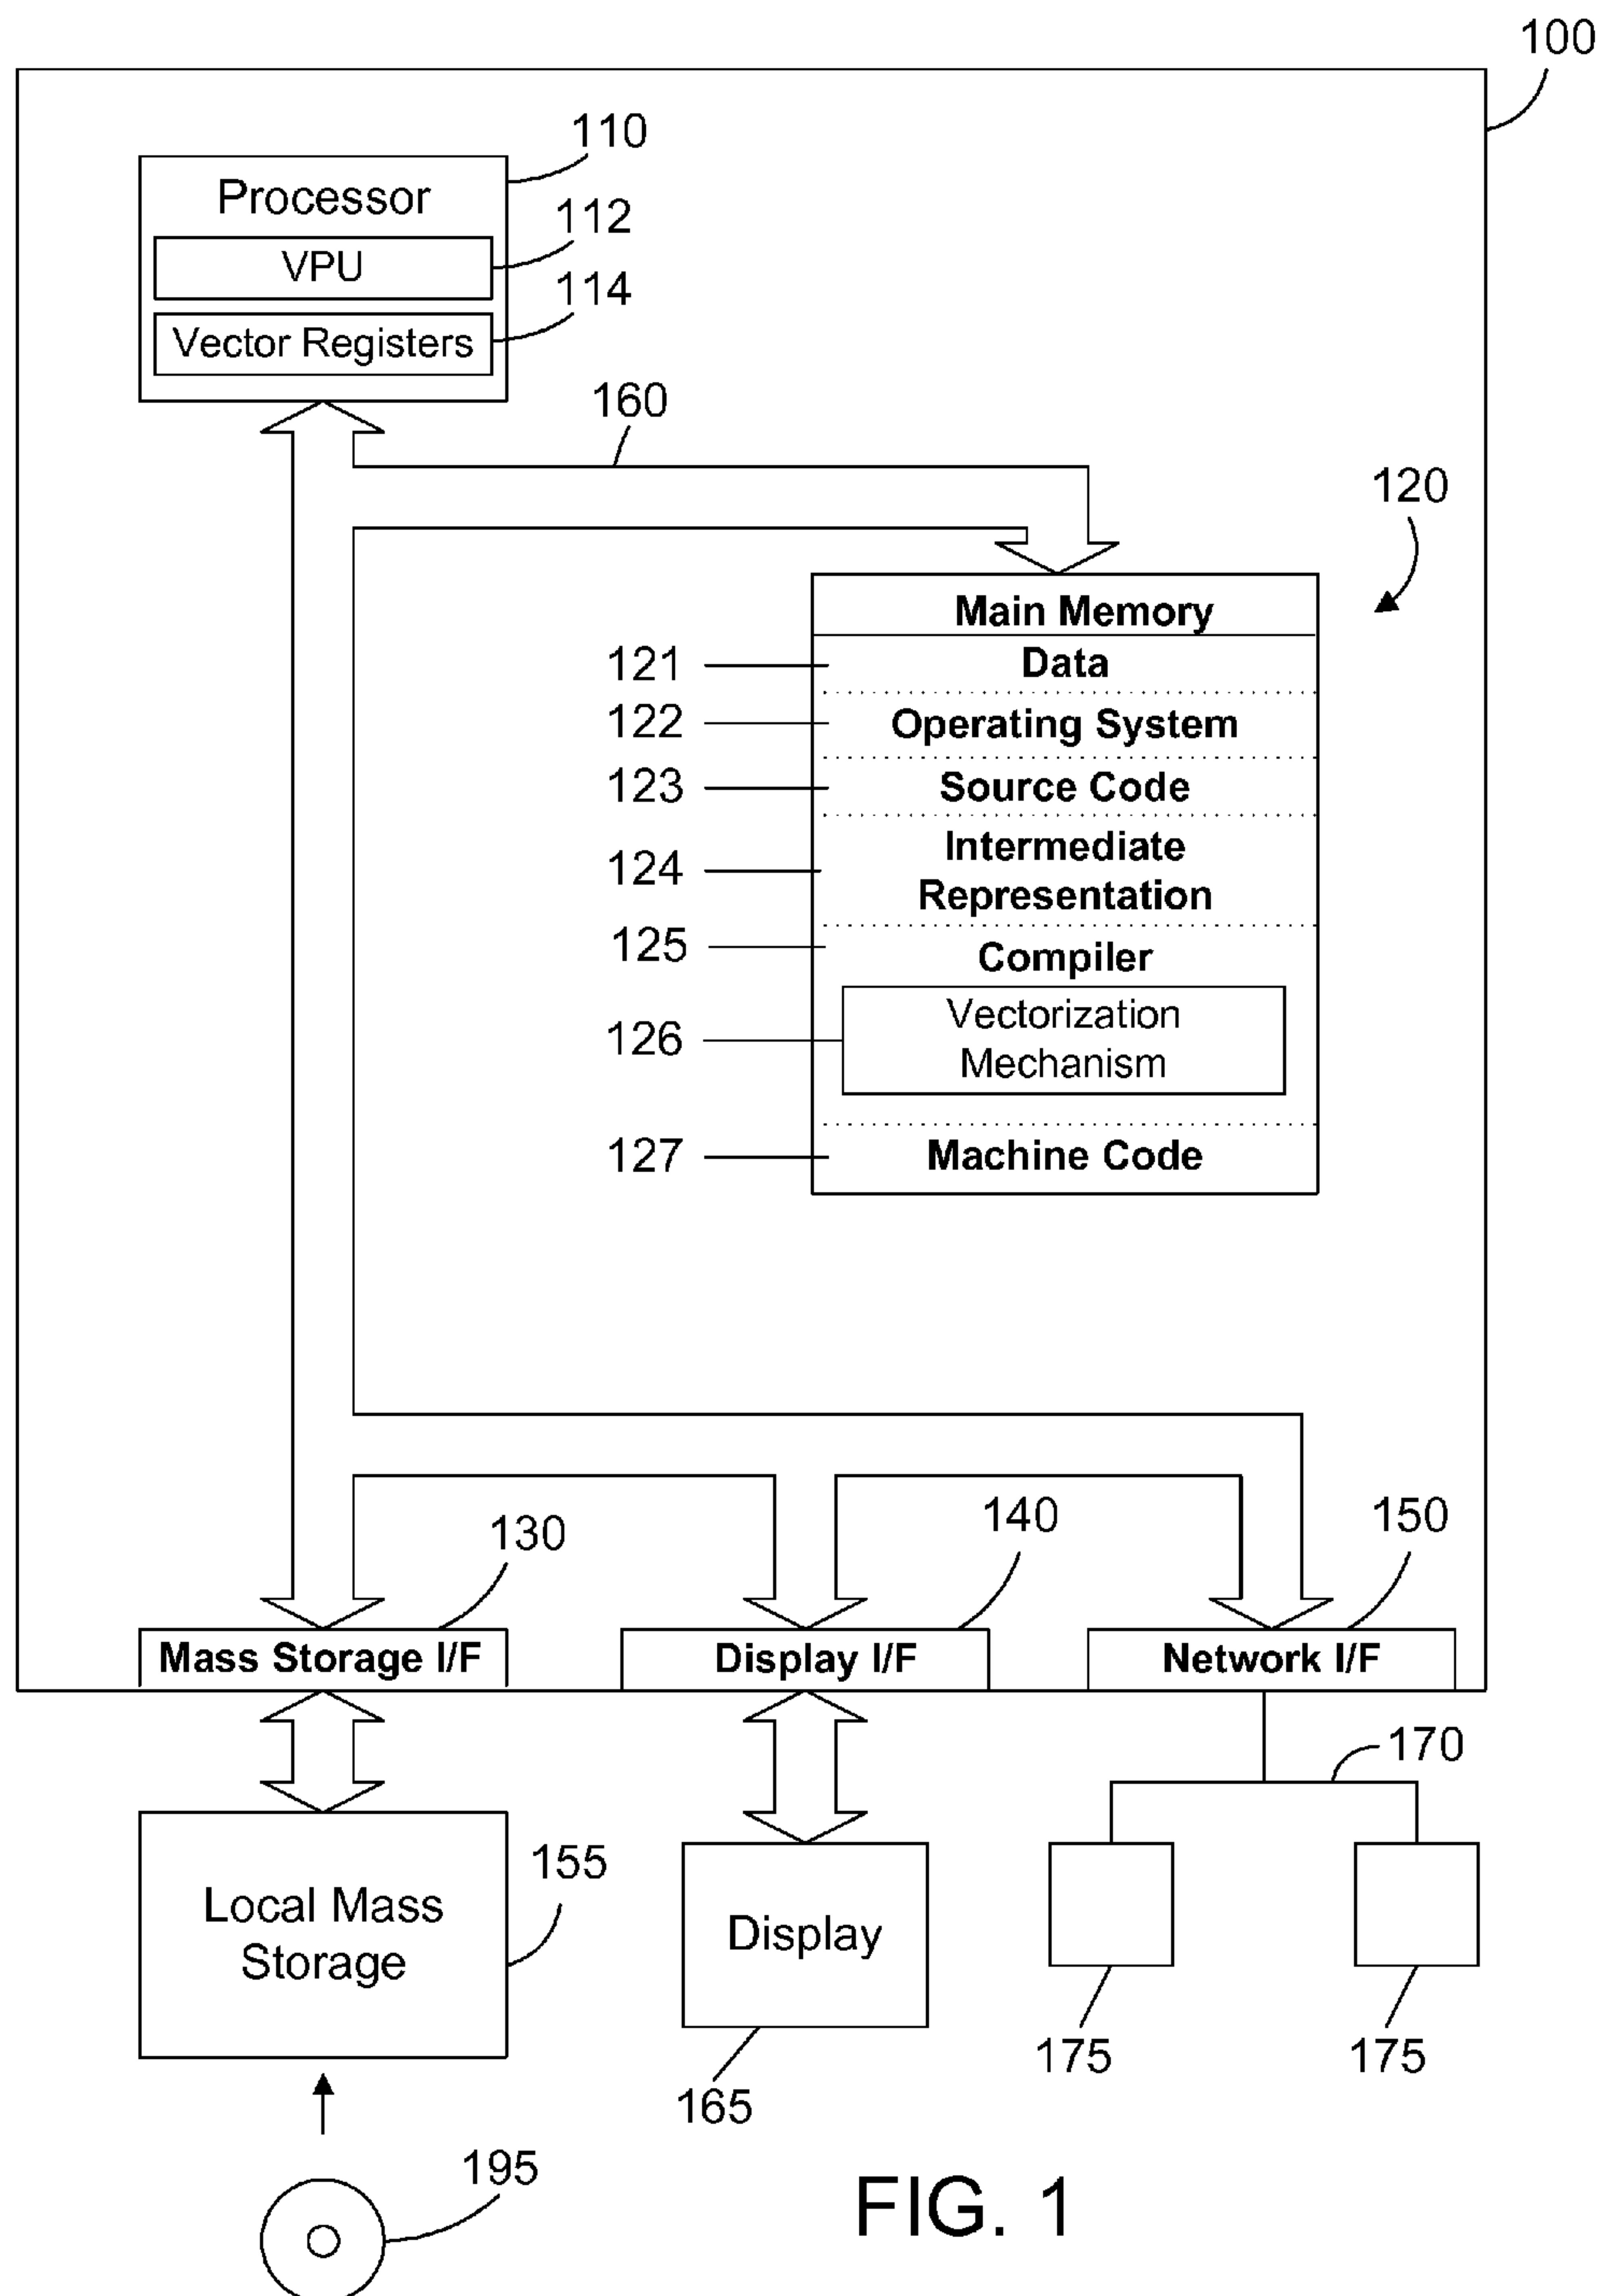 100
110
Processor
112
VPU
114
Vector Registers
160
120
Main Memory
121
Data
122
Operating System
123
Source Code
124
Intermediate
Representation
125
Compiler
126
Vectorization
Mechanism
127
Machine Code
130
140
150
Mass Storage I/F
Display I/F
Network I/F
170
155
Local Mass
Storage
Display
175
175
165
195
FIG. 1